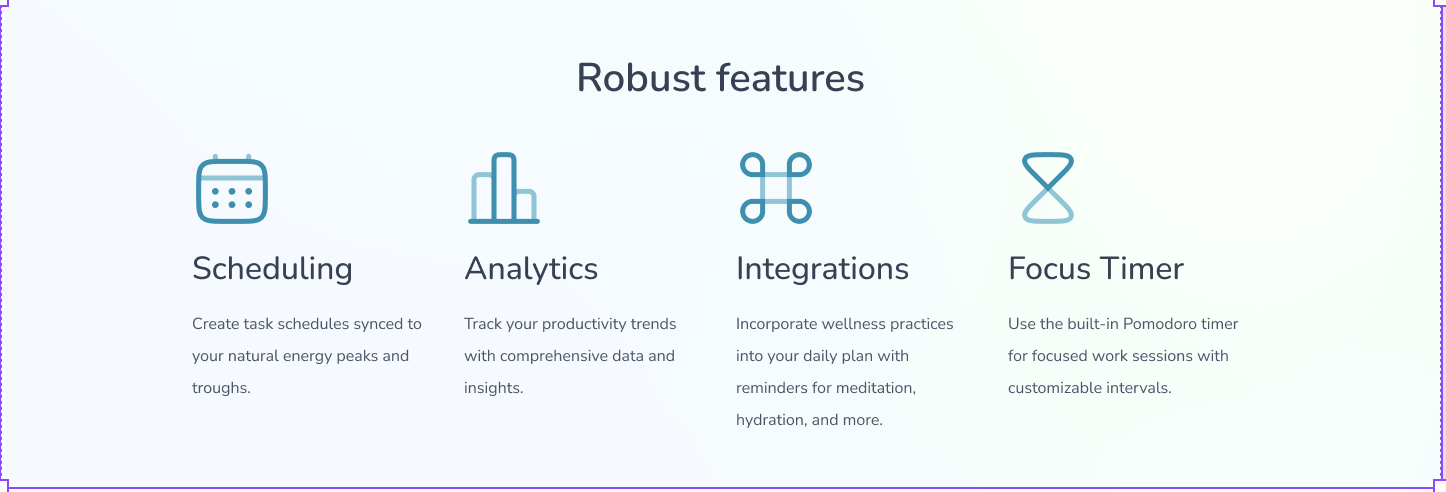 Robust features
Scheduling
Create task schedules synced to
your natural energy peaks and
troughs.
Analytics
Track your productivity trends
with comprehensive data and
insights.
Integrations
Incorporate wellness practices
into your daily plan with
reminders for meditation,
hydration, and more.
Focus Timer
Use the built-in Pomodoro timer
for focused work sessions with
customizable intervals.